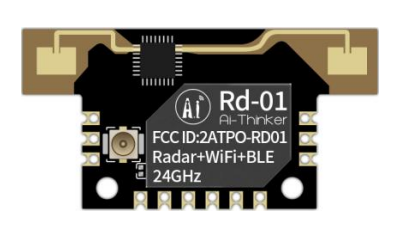 Ai
Rd-01
Ai-Thinker
FCC ID:2ATPO-RD01
Radar+WiFi+BLE
24GHz